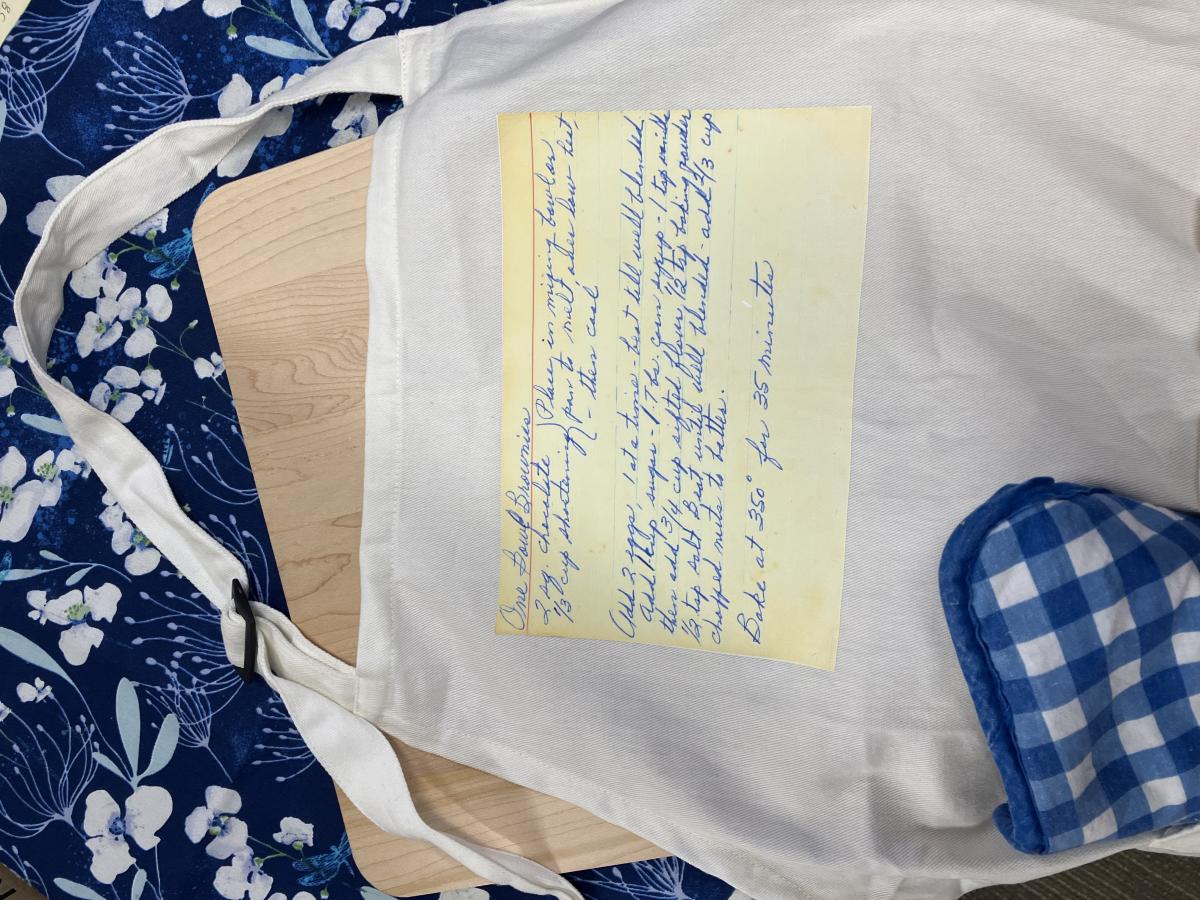 One Bowl Brownies
2 sq. chocolate } Place in mixing bowl or
1/3 cup shortening } pan to melt over low heat,
- then cool
Add 2 eggs, 1 at a time - beat till well blended.
Add 1 cup sugar - 1 Tbs. corn syrup - 1 tsp vanilla
then add 3/4 cup sifted flour, 1/2 tsp baking powder
1/2 tsp salt Beat until well blended - add 2/3 cup
chopped nuts to batter.
Bake at 350° for 35 minutes